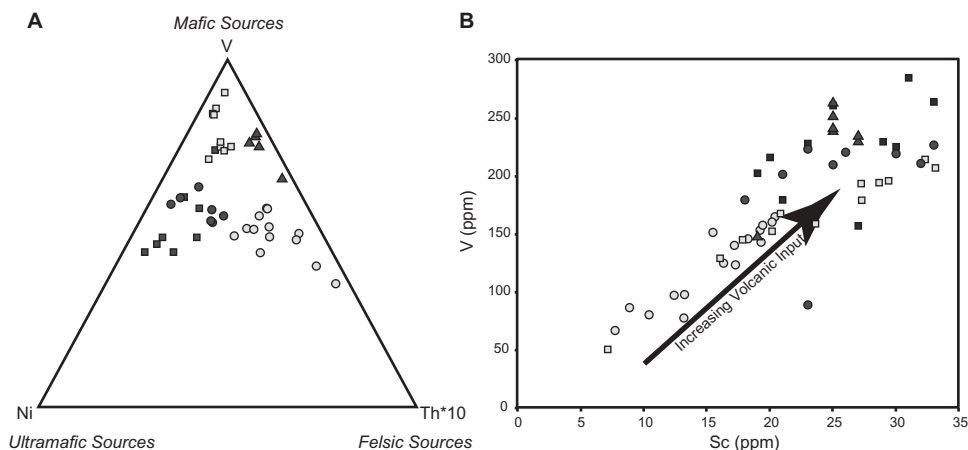 A
Mafic Sources
V
Ni
Th*10
Ultramafic Sources
Felsic Sources
B
V (ppm)
300
250
200
150
100
50
0
0
5
10
15
20
25
30
35
Sc (ppm)
Increasing Volcanic Input